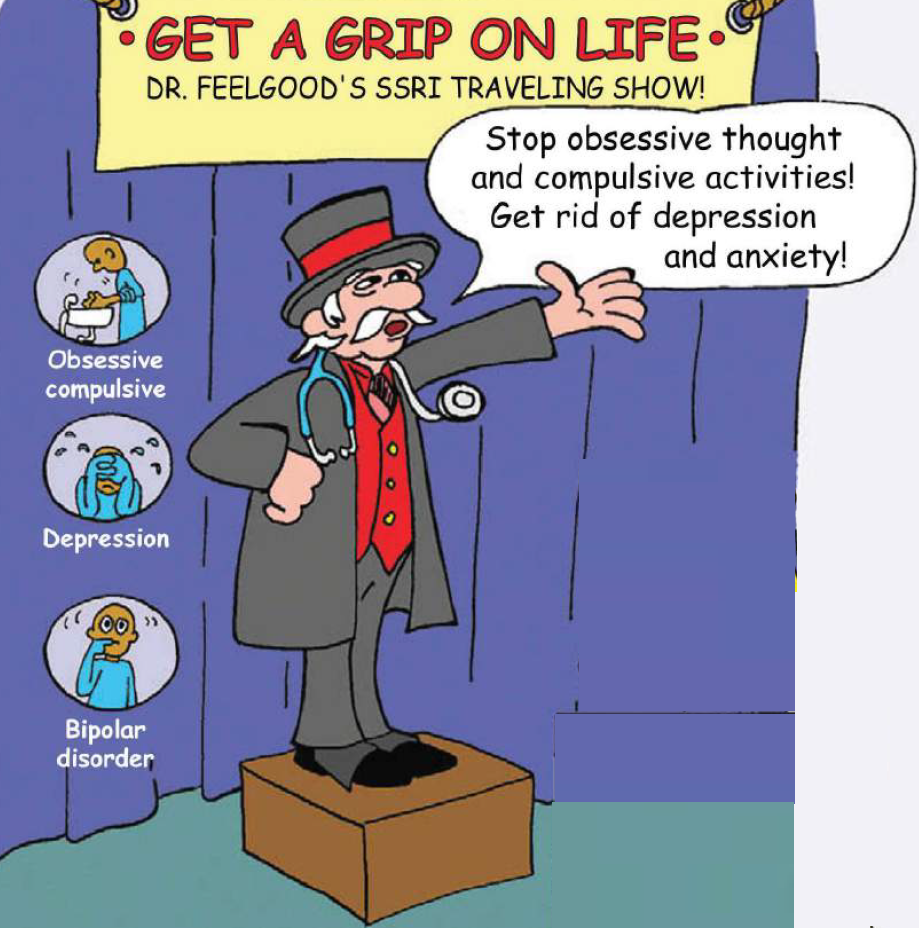 • GET A GRIP ON LIFE •
DR. FEELGOOD'S SSRI TRAVELING SHOW!
Stop obsessive thought
and compulsive activities!
Get rid of depression
and anxiety!
Obsessive
compulsive
Depression
Bipolar
disorder